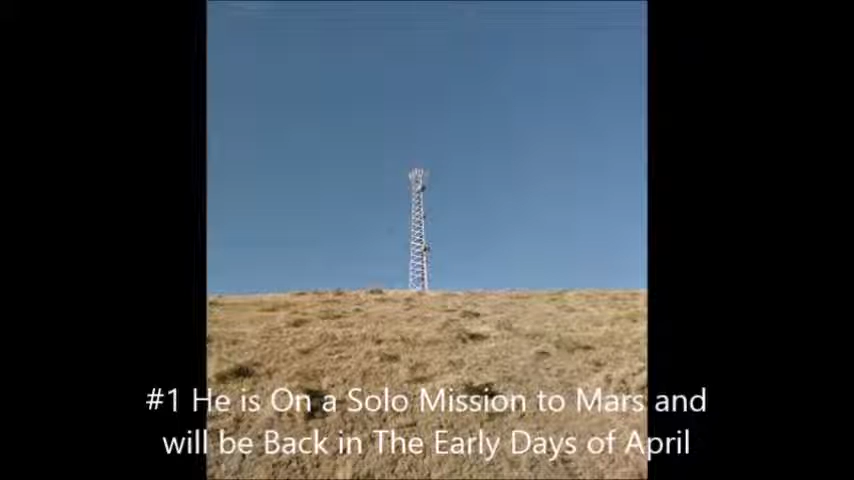 #1 He is On a Solo Mission to Mars and
will be Back in The Early Days of April